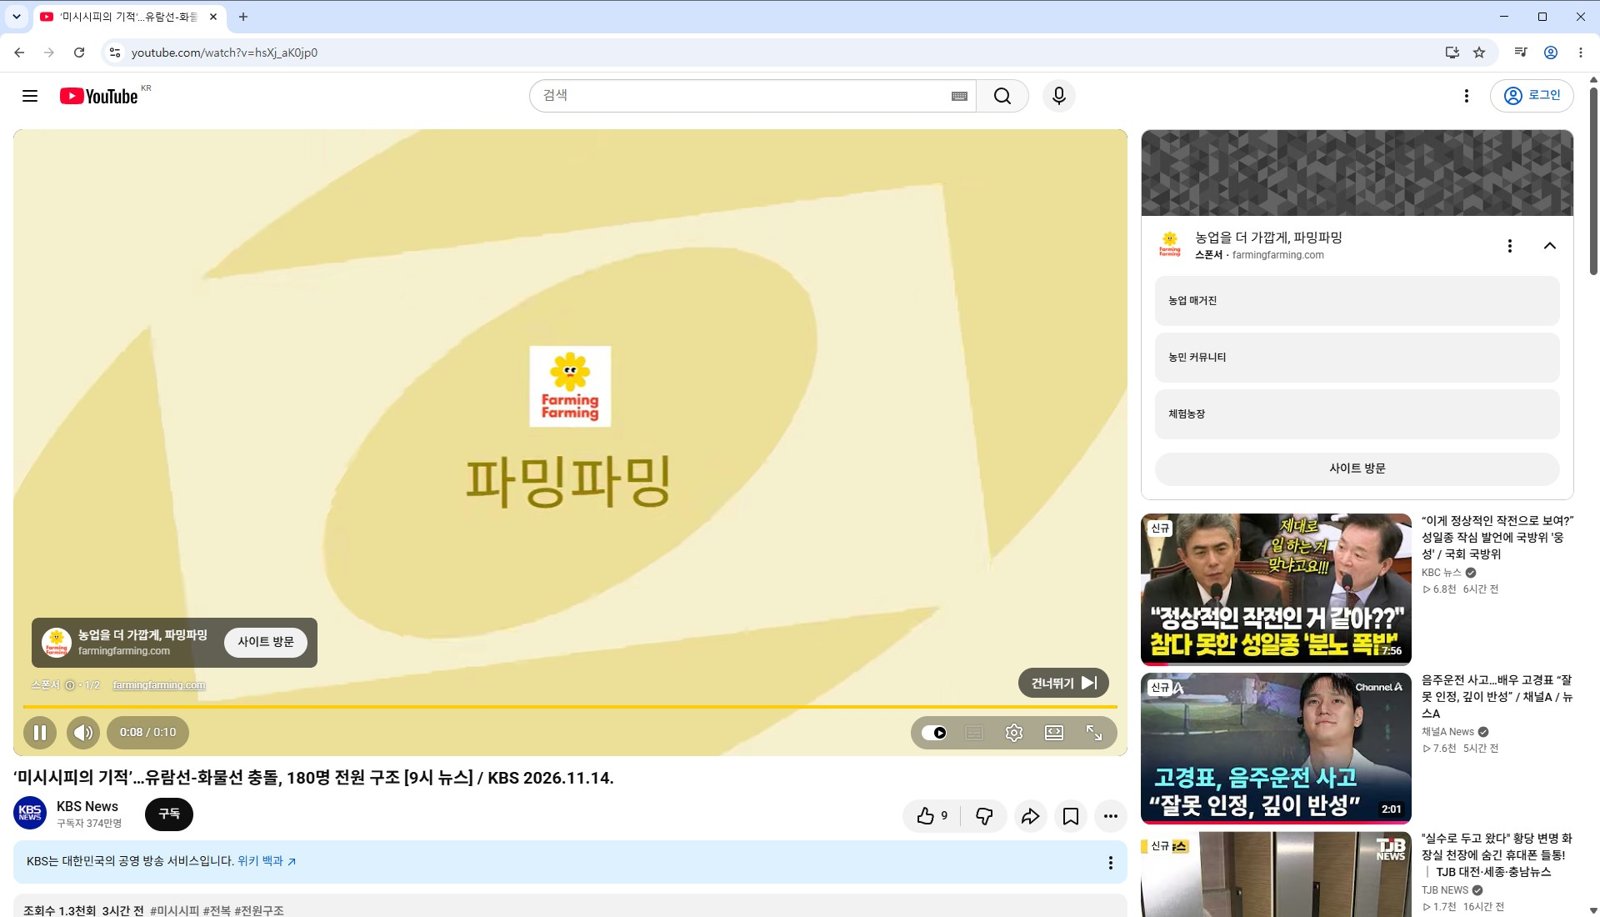 '미시시피의 기적'…유람선-화물
youtube.com/watch?v=hsXj_aK0jp0
YouTube KR
검색
로그인
Farming
Farming
파밍파밍
농업을 더 가깝게, 파밍파밍
farmingfarming.com
사이트 방문
스폰서 · 1/2 farmingfarming.com
건너뛰기
0:08 / 0:10
'미시시피의 기적'…유람선-화물선 충돌, 180명 전원 구조 [9시 뉴스] / KBS 2026.11.14.
KBS NEWS
KBS News
구독자 374만명
구독
9
KBS는 대한민국의 공영 방송 서비스입니다. 위키 백과
조회수 1.3천회 3시간 전 #미시시피 #전복 #전원구조
Farming
Farming
농업을 더 가깝게, 파밍파밍
스폰서 · farmingfarming.com
농업 매거진
농민 커뮤니티
체험농장
사이트 방문
신규
제대로
일 하는 거
맞냐고요!!!
"정상적인 작전인 거 같아??"
참다 못한 성일종 '분노 폭발'
7:56
"이게 정상적인 작전으로 보여?"
성일종 작심 발언에 국방위 '웅
성' / 국회 국방위
KBC 뉴스
6.8천 6시간 전
신규
Channel A
고경표, 음주운전 사고
"잘못 인정, 깊이 반성"
2:01
음주운전 사고…배우 고경표 "잘
못 인정, 깊이 반성" / 채널A / 뉴
스A
채널A News
7.6천 5시간 전
신규
TJB
NEWS
"실수로 두고 왔다" 황당 변명 화
장실 천장에 숨긴 휴대폰 들통!
｜ TJB 대전·세종·충남뉴스
TJB NEWS
1.7천 16시간 전